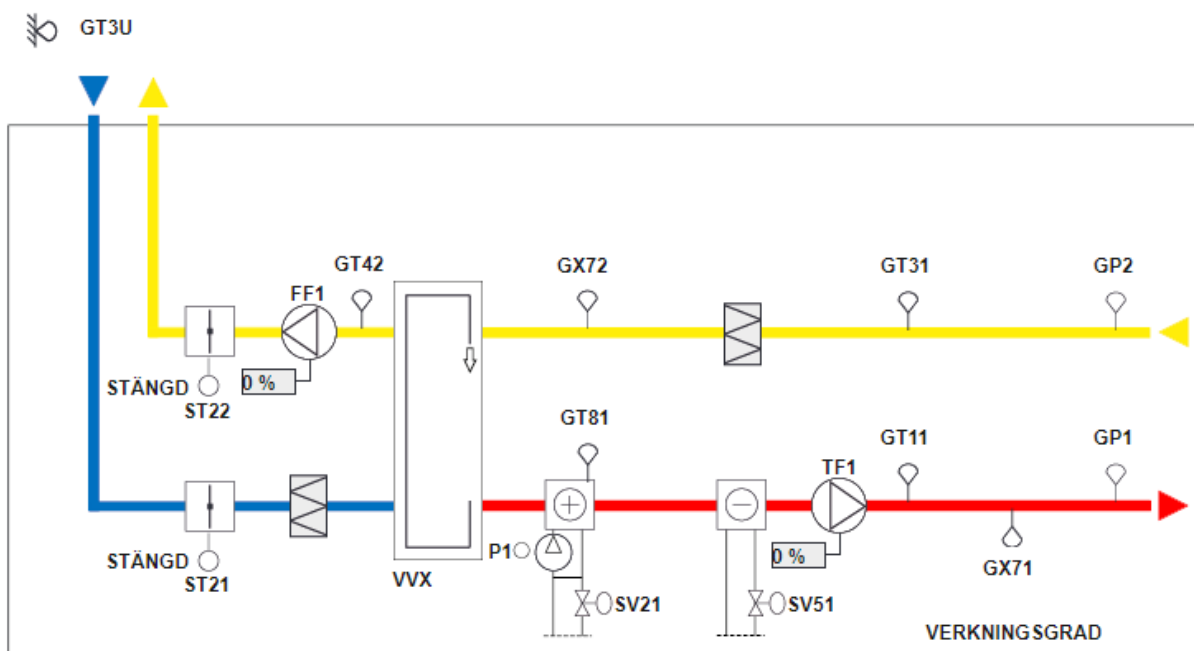 GT3U
GT42
GX72
GT31
GP2
FF1
STÄNGD
0 %
ST22
GT81
GT11
GP1
TF1
P1
0 %
STÄNGD
ST21
VVX
GX71
SV21
SV51
VERKNINGSGRAD